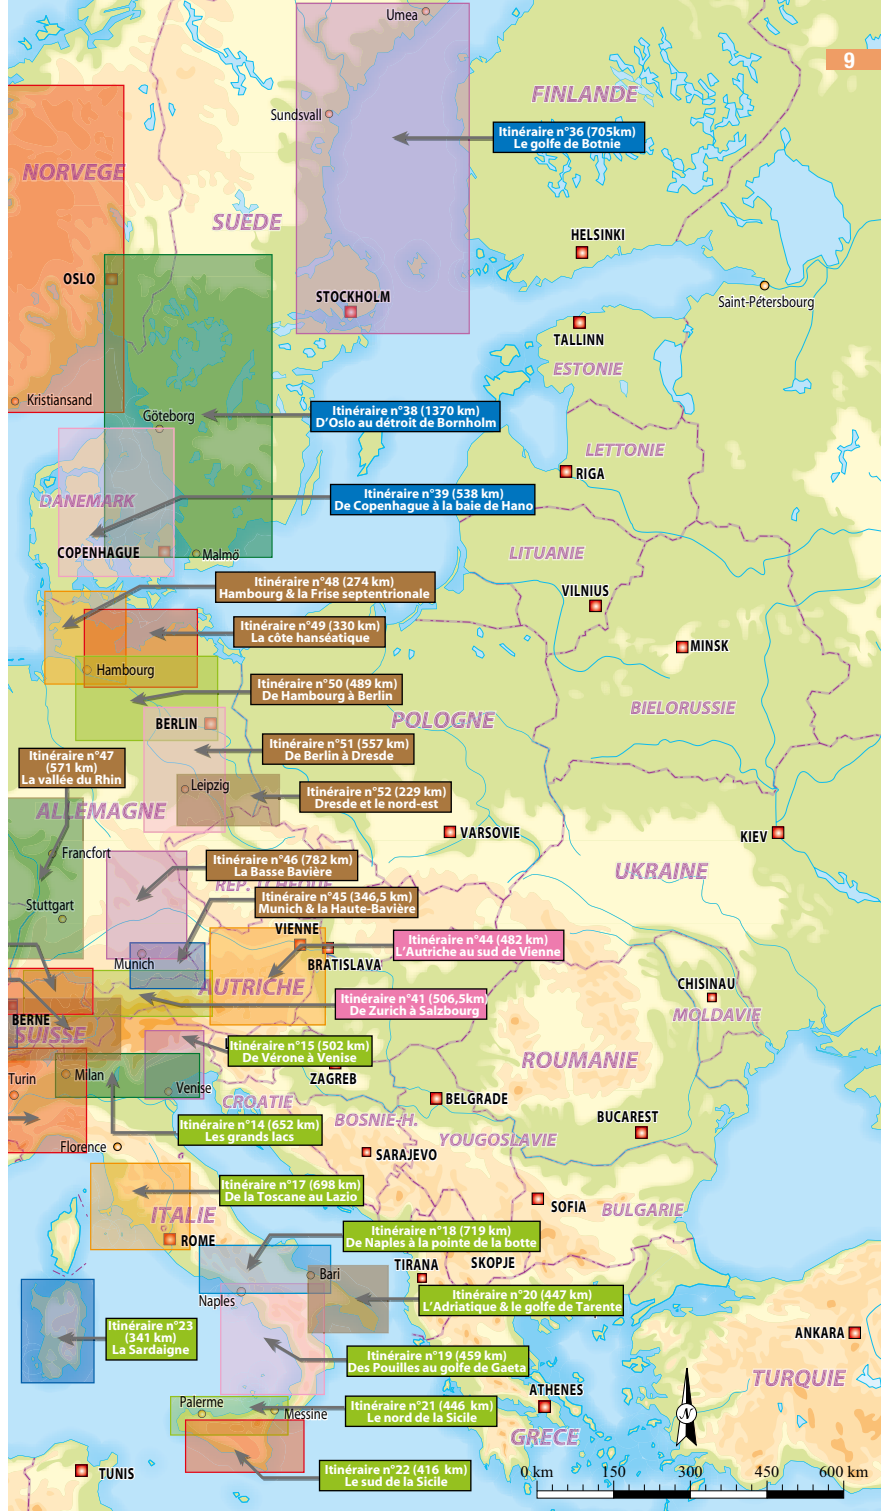 Umea
9
FINLANDE
Sundsvall
Itinéraire n°36 (705km)
Le golfe de Botnie
NORVEGE
SUEDE
HELSINKI
OSLO
STOCKHOLM
Saint-Pétersbourg
TALLINN
ESTONIE
Kristiansand
Göteborg
Itinéraire n°38 (1370 km)
D'Oslo au détroit de Bornholm
LETTONIE
RIGA
DANEMARK
Itinéraire n°39 (538 km)
De Copenhague à la baie de Hano
COPENHAGUE
Malmö
LITUANIE
Itinéraire n°48 (274 km)
Hambourg & la Frise septentrionale
VILNIUS
Itinéraire n°49 (330 km)
La côte hanséatique
MINSK
Hambourg
Itinéraire n°50 (489 km)
De Hambourg à Berlin
BIELORUSSIE
BERLIN
POLOGNE
Itinéraire n°51 (557 km)
De Berlin à Dresde
Itinéraire n°47
(571 km)
La vallée du Rhin
Leipzig
Itinéraire n°52 (229 km)
Dresde et le nord-est
ALLEMAGNE
VARSOVIE
KIEV
Francfort
Itinéraire n°46 (782 km)
La Basse Bavière
UKRAINE
REP. TCHEQUE
Itinéraire n°45 (346,5 km)
Munich & la Haute-Bavière
Stuttgart
VIENNE
Itinéraire n°44 (482 km)
L'Autriche au sud de Vienne
Munich
BRATISLAVA
AUTRICHE
CHISINAU
Itinéraire n°41 (506,5km)
De Zurich à Salzbourg
MOLDAVIE
BERNE
SUISSE
L
Itinéraire n°15 (502 km)
De Vérone à Venise
ROUMANIE
Turin
Milan
ZAGREB
Venise
CROATIE
BELGRADE
BUCAREST
Itinéraire n°14 (652 km)
Les grands lacs
BOSNIE-H.
YOUGOSLAVIE
Florence
SARAJEVO
Itinéraire n°17 (698 km)
De la Toscane au Lazio
SOFIA
BULGARIE
ITALIE
ROME
Itinéraire n°18 (719 km)
De Naples à la pointe de la botte
TIRANA
SKOPJE
Bari
Naples
Itinéraire n°20 (447 km)
L'Adriatique & le golfe de Tarente
Itinéraire n°23
(341 km)
La Sardaigne
ANKARA
Itinéraire n°19 (459 km)
Des Pouilles au golfe de Gaeta
TURQUIE
ATHENES
Palerme
Messine
Itinéraire n°21 (446 km)
Le nord de la Sicile
N
GRECE
TUNIS
Itinéraire n°22 (416 km)
Le sud de la Sicile
0 km 150 300 450 600 km